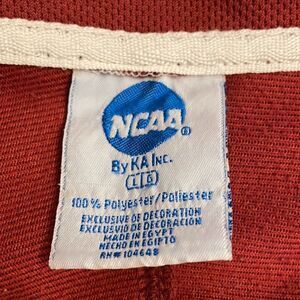 NCAA®
By KA Inc.
LG
100% Polyester/Poliester
EXCLUSIVE OF DECORATION
EXCLUSIVO DE DECORACION
MADE IN EGYPT
HECHO EN EGIPTO
RN# 104648